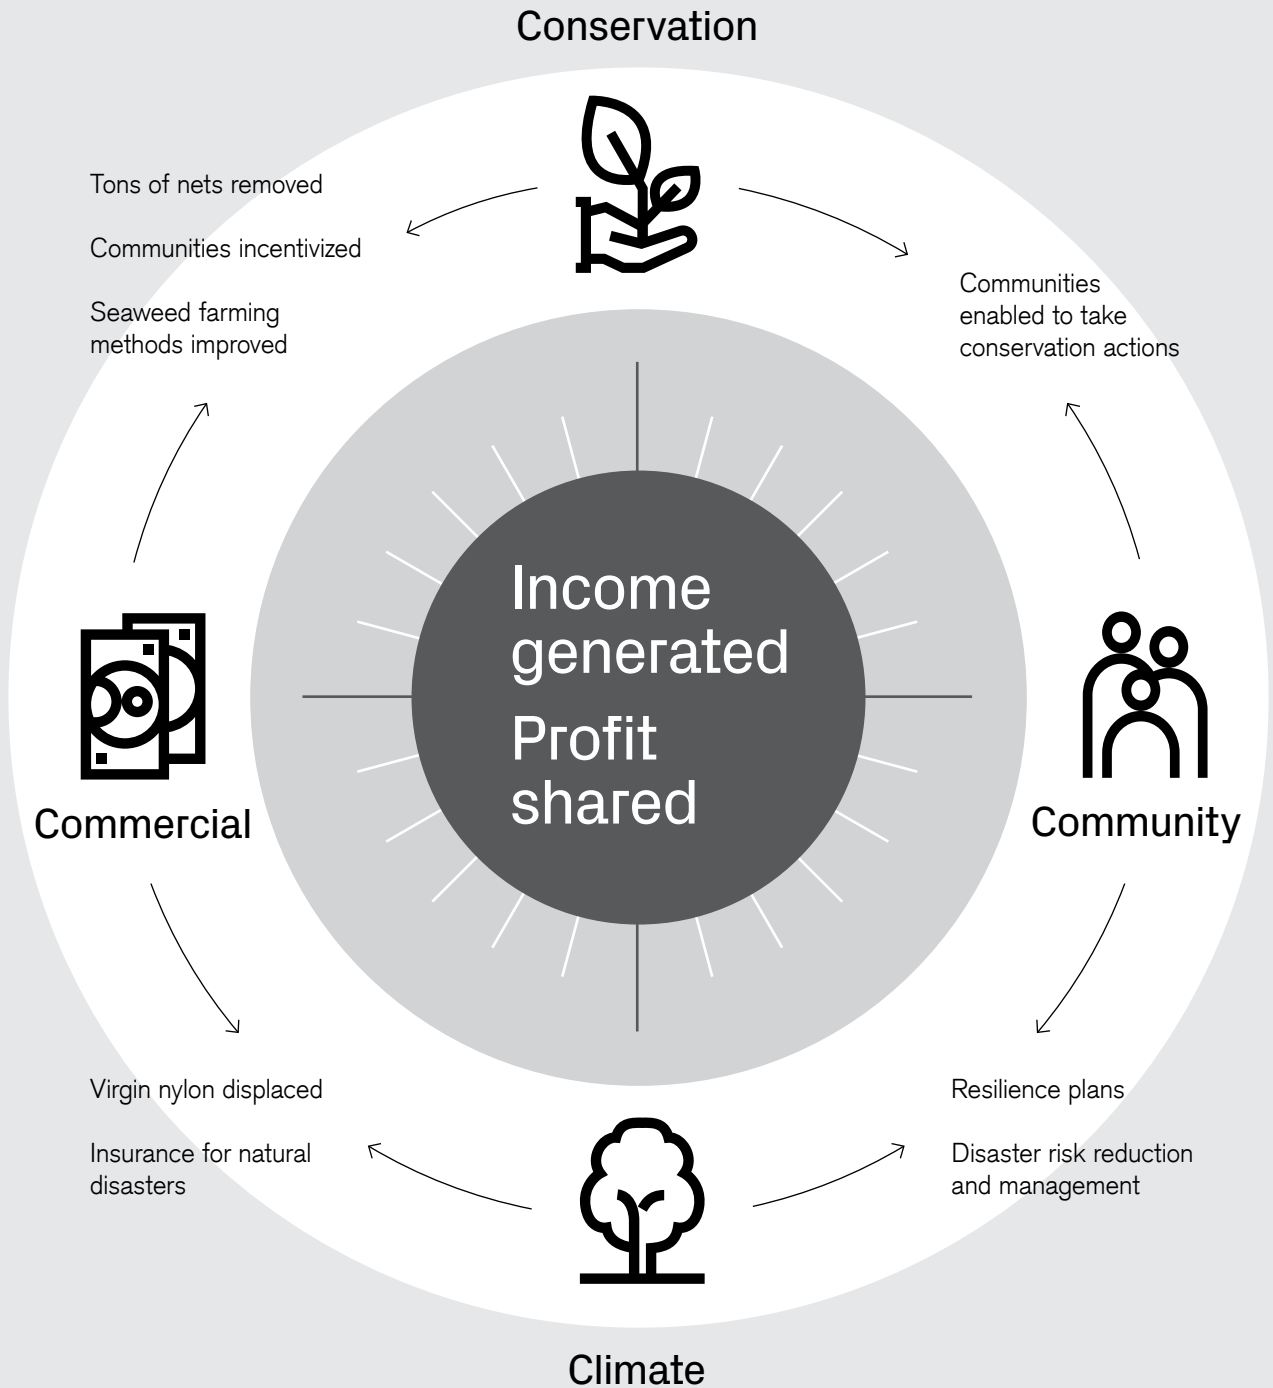 Conservation
Tons of nets removed
Communities incentivized
Seaweed farming
methods improved
Communities
enabled to take
conservation actions
Income
generated
Profit
shared
Commercial
Community
Virgin nylon displaced
Insurance for natural
disasters
Resilience plans
Disaster risk reduction
and management
Climate